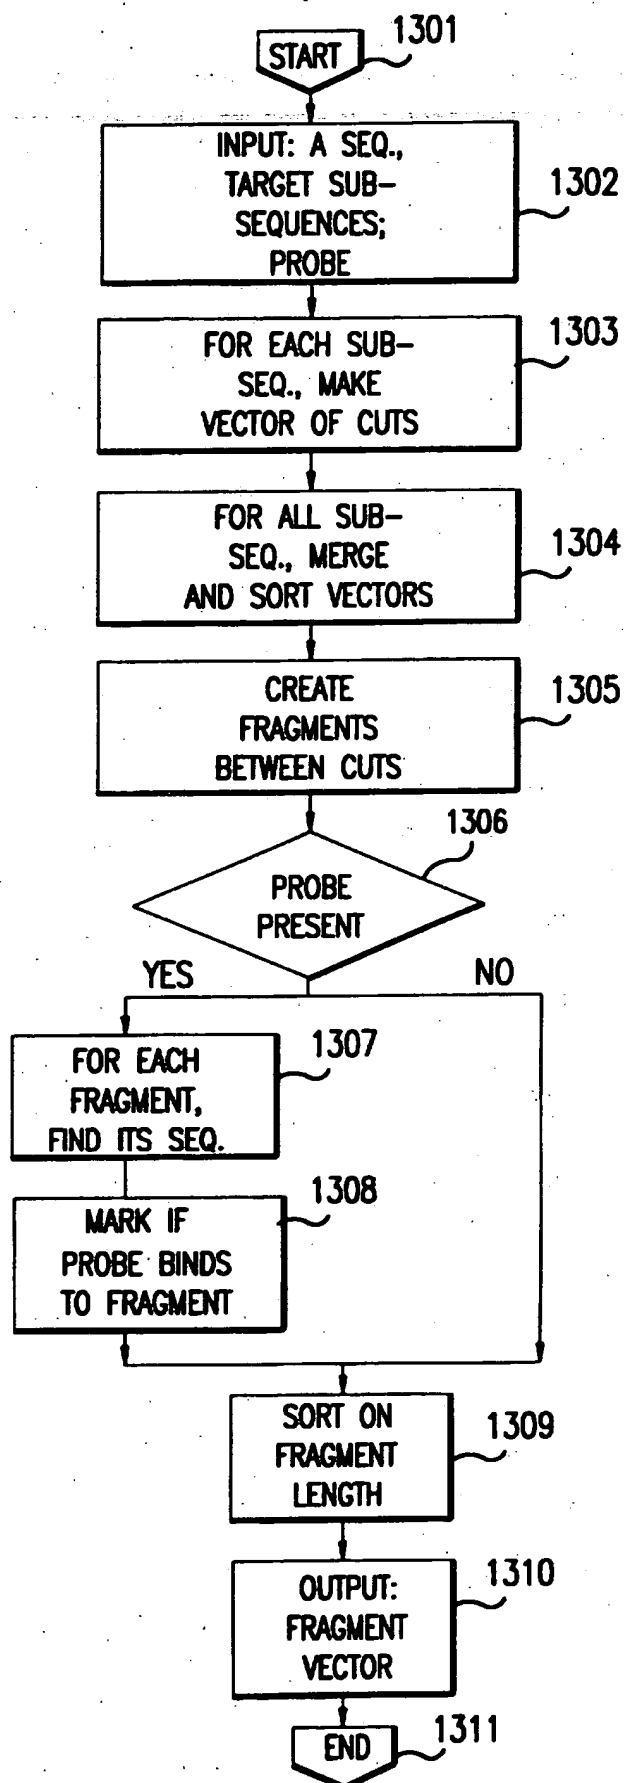 START
1301
INPUT: A SEQ.,
TARGET SUB-
SEQUENCES;
PROBE
1302
FOR EACH SUB-
SEQ., MAKE
VECTOR OF CUTS
1303
FOR ALL SUB-
SEQ., MERGE
AND SORT VECTORS
1304
CREATE
FRAGMENTS
BETWEEN CUTS
1305
1306
PROBE
PRESENT
YES
NO
FOR EACH
FRAGMENT,
FIND ITS SEQ.
1307
MARK IF
PROBE BINDS
TO FRAGMENT
1308
SORT ON
FRAGMENT
LENGTH
1309
OUTPUT:
FRAGMENT
VECTOR
1310
END
1311